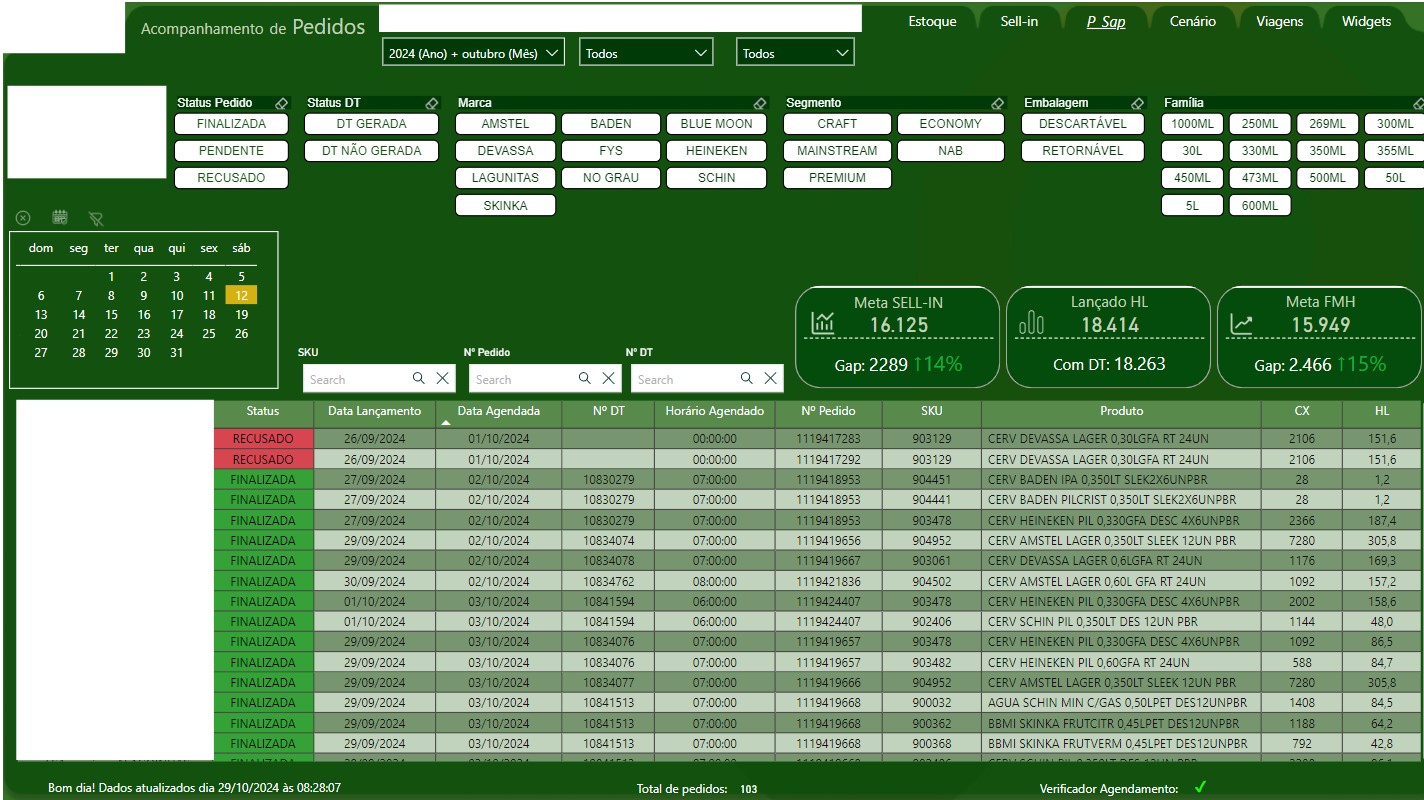 Acompanhamento de Pedidos
Estoque Sell-in P_Sap Cenário Viagens Widgets
2024 (Ano) + outubro (Mês) Todos Todos
Status Pedido Status DT Marca Segmento Embalagem Família
FINALIZADA DT GERADA AMSTEL BADEN BLUE MOON CRAFT ECONOMY DESCARTÁVEL 1000ML 250ML 269ML 300ML
PENDENTE DT NÃO GERADA DEVASSA FYS HEINEKEN MAINSTREAM NAB RETORNÁVEL 30L 330ML 350ML 355ML
RECUSADO LAGUNITAS NO GRAU SCHIN PREMIUM 450ML 473ML 500ML 50L
SKINKA 5L 600ML
dom seg ter qua qui sex sáb
1 2 3 4 5
6 7 8 9 10 11 12
13 14 15 16 17 18 19
20 21 22 23 24 25 26
27 28 29 30 31
Meta SELL-IN Lançado HL Meta FMH
16.125 18.414 15.949
Gap: 2289 ↑14% Com DT: 18.263 Gap: 2.466 ↑15%
SKU Nº Pedido Nº DT
Search Search Search
Status Data Lançamento Data Agendada Nº DT Horário Agendado Nº Pedido SKU Produto CX HL
RECUSADO 26/09/2024 01/10/2024 00:00:00 1119417283 903129 CERV DEVASSA LAGER 0,30LGFA RT 24UN 2106 151,6
RECUSADO 26/09/2024 01/10/2024 00:00:00 1119417292 903129 CERV DEVASSA LAGER 0,30LGFA RT 24UN 2106 151,6
FINALIZADA 27/09/2024 02/10/2024 10830279 07:00:00 1119418953 904451 CERV BADEN IPA 0,350LT SLEK2X6UNPBR 28 1,2
FINALIZADA 27/09/2024 02/10/2024 10830279 07:00:00 1119418953 904441 CERV BADEN PILCRIST 0,350LT SLEK2X6UNPBR 28 1,2
FINALIZADA 27/09/2024 02/10/2024 10830279 07:00:00 1119418953 903478 CERV HEINEKEN PIL 0,330GFA DESC 4X6UNPBR 2366 187,4
FINALIZADA 29/09/2024 02/10/2024 10834074 07:00:00 1119419656 904952 CERV AMSTEL LAGER 0,350LT SLEEK 12UN PBR 7280 305,8
FINALIZADA 29/09/2024 02/10/2024 10834078 07:00:00 1119419667 903061 CERV DEVASSA LAGER 0,6LGFA RT 24UN 1176 169,3
FINALIZADA 30/09/2024 02/10/2024 10834762 08:00:00 1119421836 904502 CERV AMSTEL LAGER 0,60L GFA RT 24UN 1092 157,2
FINALIZADA 01/10/2024 03/10/2024 10841594 06:00:00 1119424407 903478 CERV HEINEKEN PIL 0,330GFA DESC 4X6UNPBR 2002 158,6
FINALIZADA 01/10/2024 03/10/2024 10841594 06:00:00 1119424407 902406 CERV SCHIN PIL 0,350LT DES 12UN PBR 1144 48,0
FINALIZADA 29/09/2024 03/10/2024 10834076 07:00:00 1119419657 903478 CERV HEINEKEN PIL 0,330GFA DESC 4X6UNPBR 1092 86,5
FINALIZADA 29/09/2024 03/10/2024 10834076 07:00:00 1119419657 903482 CERV HEINEKEN PIL 0,60GFA RT 24UN 588 84,7
FINALIZADA 29/09/2024 03/10/2024 10834077 07:00:00 1119419666 904952 CERV AMSTEL LAGER 0,350LT SLEEK 12UN PBR 7280 305,8
FINALIZADA 29/09/2024 03/10/2024 10841513 07:00:00 1119419668 900032 AGUA SCHIN MIN C/GAS 0,50LPET DES12UNPBR 1408 84,5
FINALIZADA 29/09/2024 03/10/2024 10841513 07:00:00 1119419668 900362 BBMI SKINKA FRUTCITR 0,45LPET DES12UNPBR 1188 64,2
FINALIZADA 29/09/2024 03/10/2024 10841513 07:00:00 1119419668 900368 BBMI SKINKA FRUTVERM 0,45LPET DES12UNPBR 792 42,8
Bom dia! Dados atualizados dia 29/10/2024 às 08:28:07 Total de pedidos: 103 Verificador Agendamento: ✓